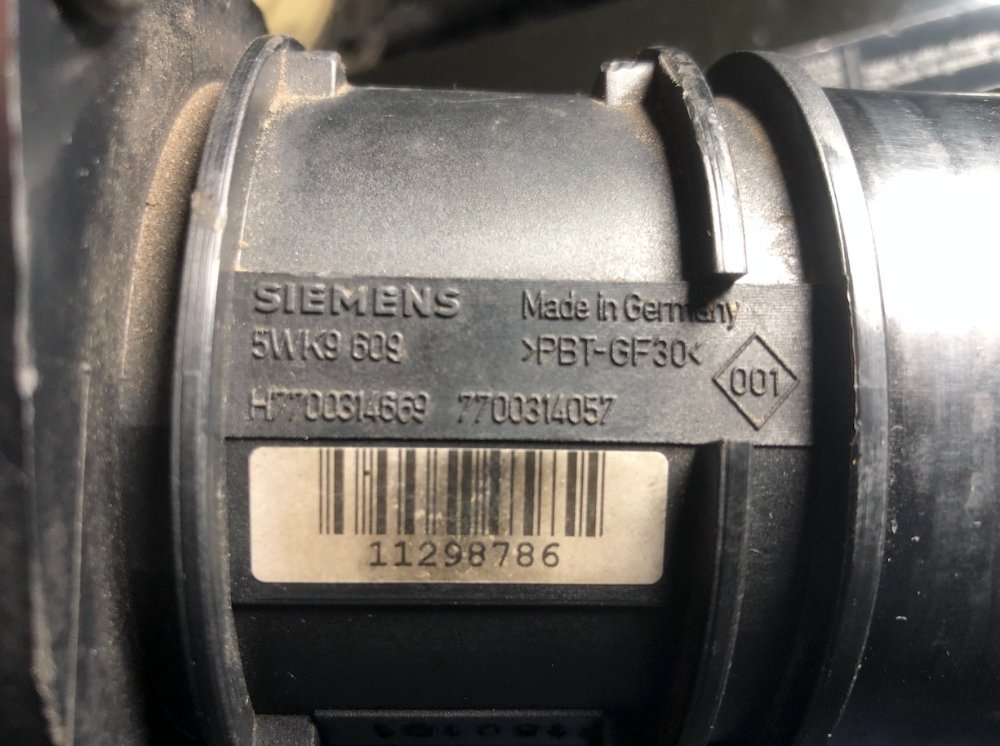 SIEMENS
5WK9 609
H7700314669 7700314057
Made in Germany
>PBT-GF30<
001
11298786